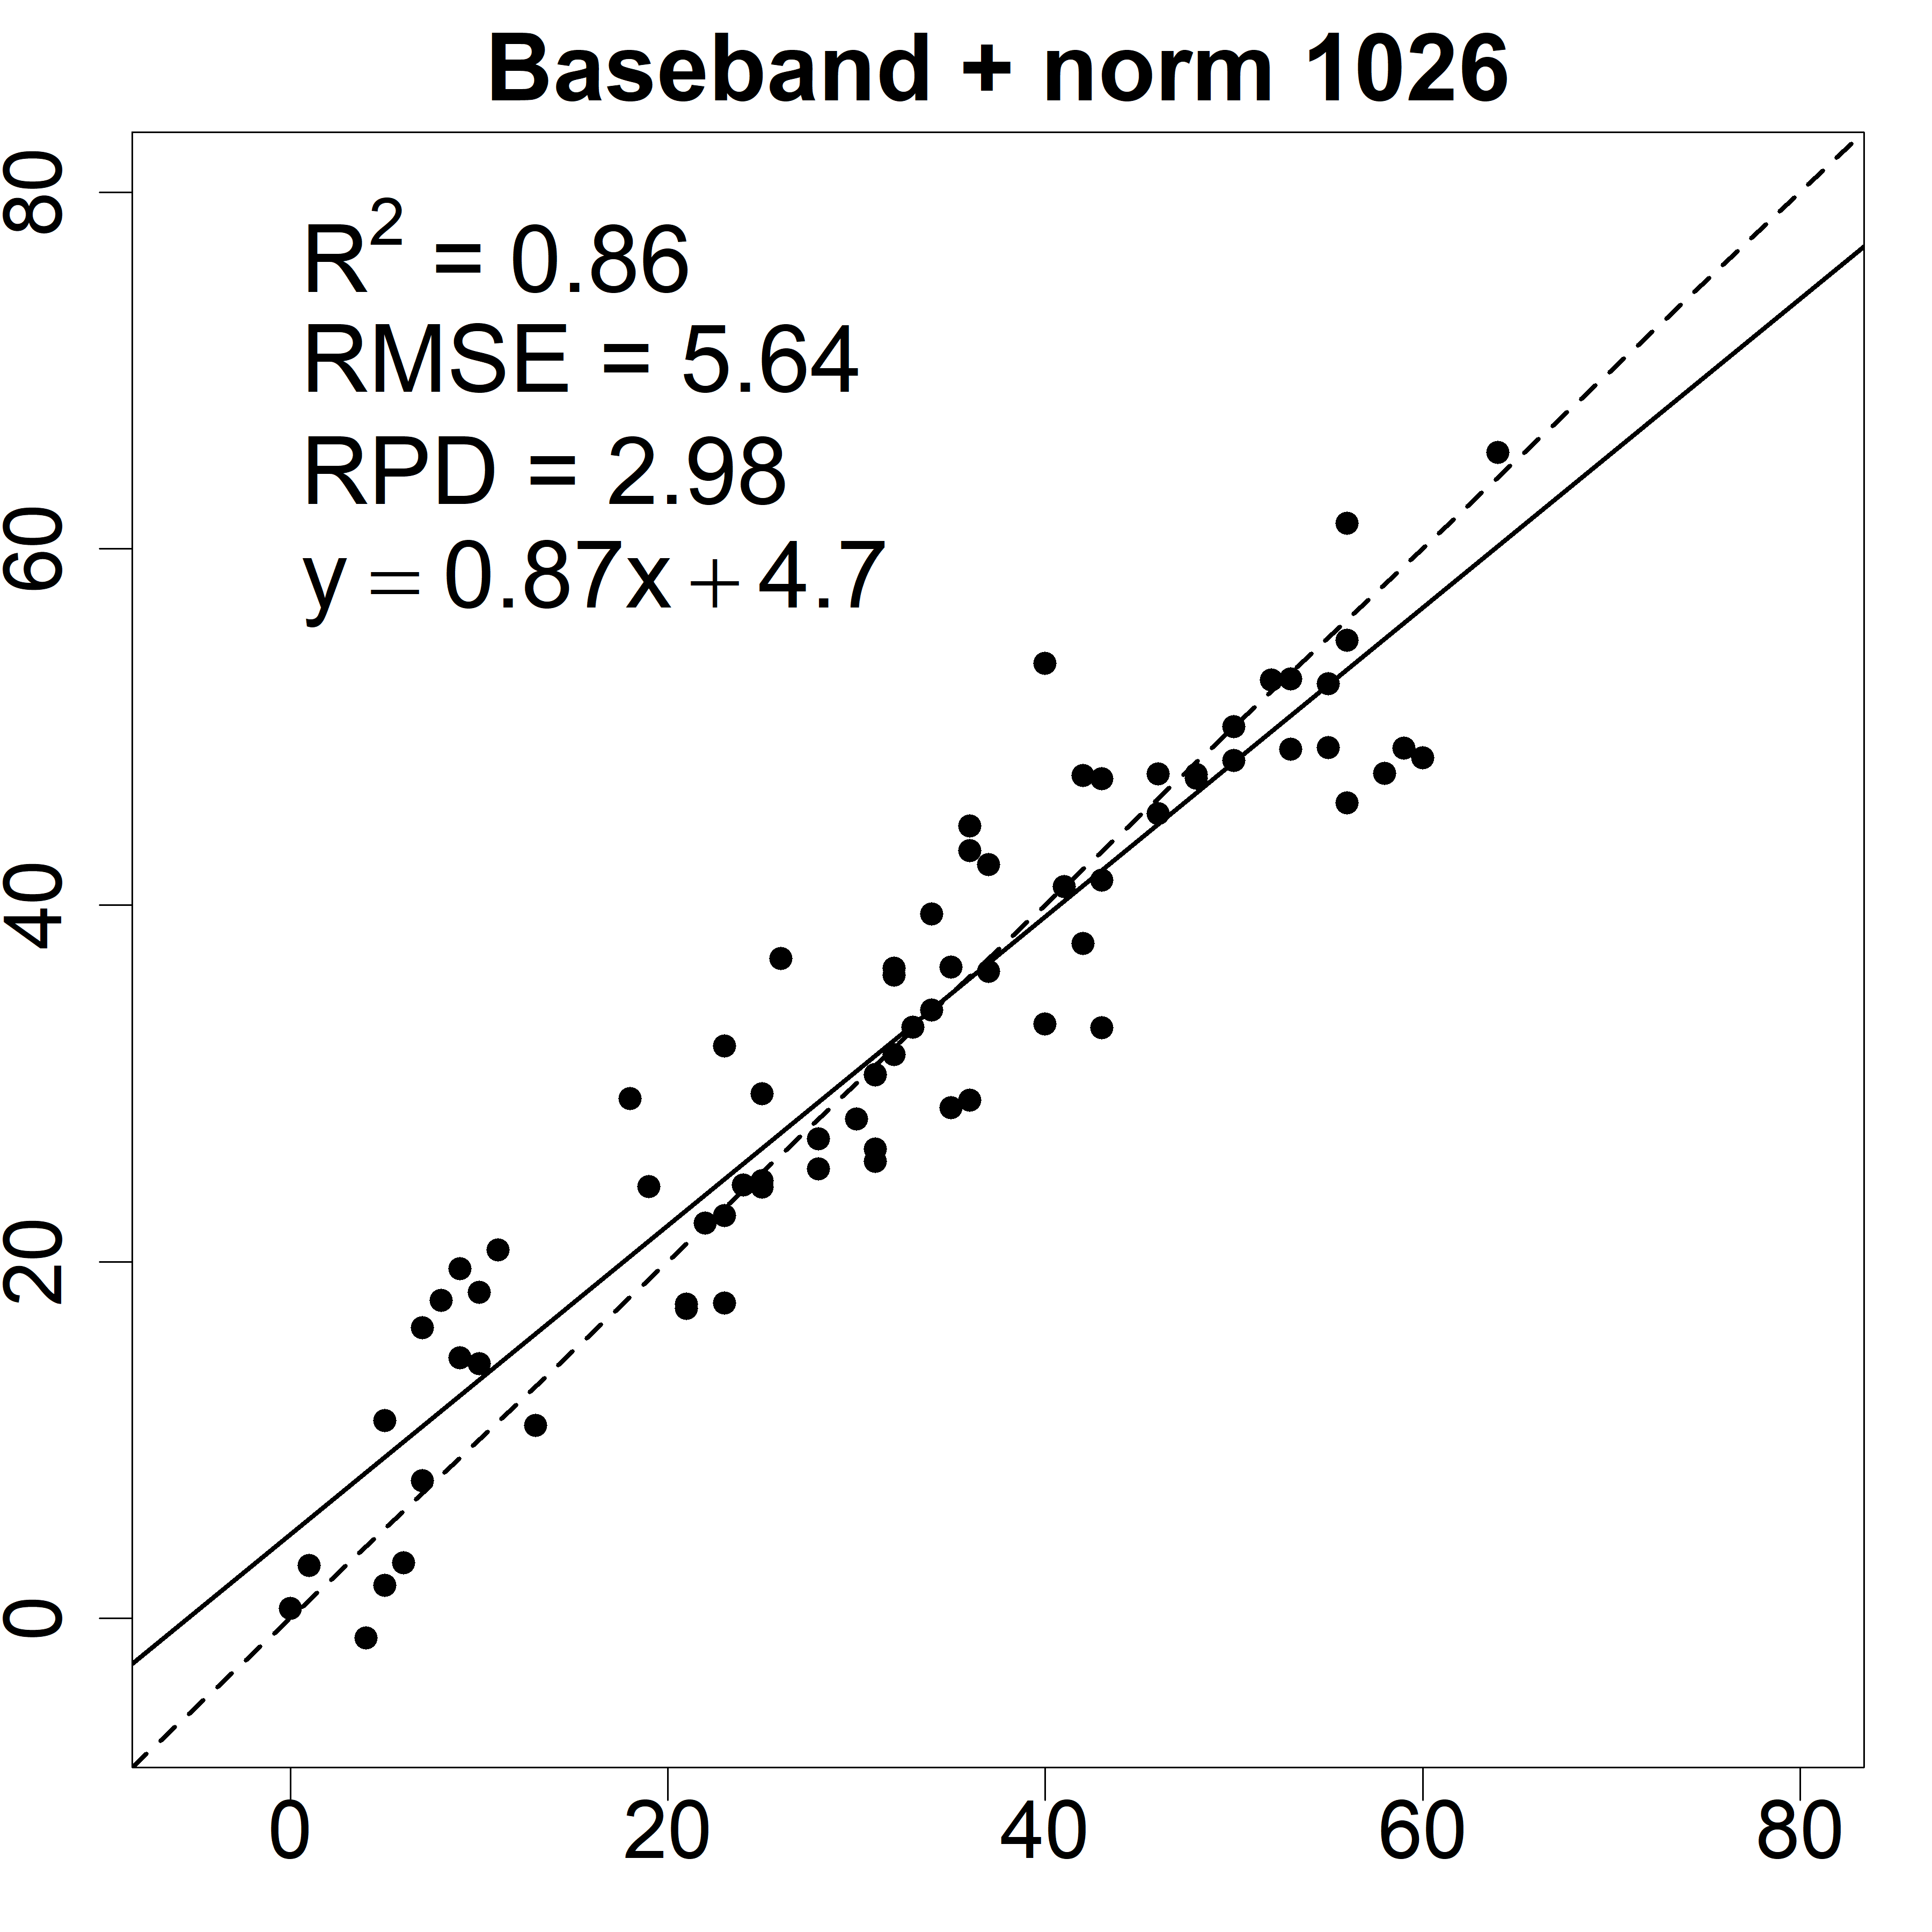 Baseband + norm 1026
R² = 0.86
RMSE = 5.64
RPD = 2.98
y = 0.87x + 4.7
80
60
40
20
0
0 20 40 60 80